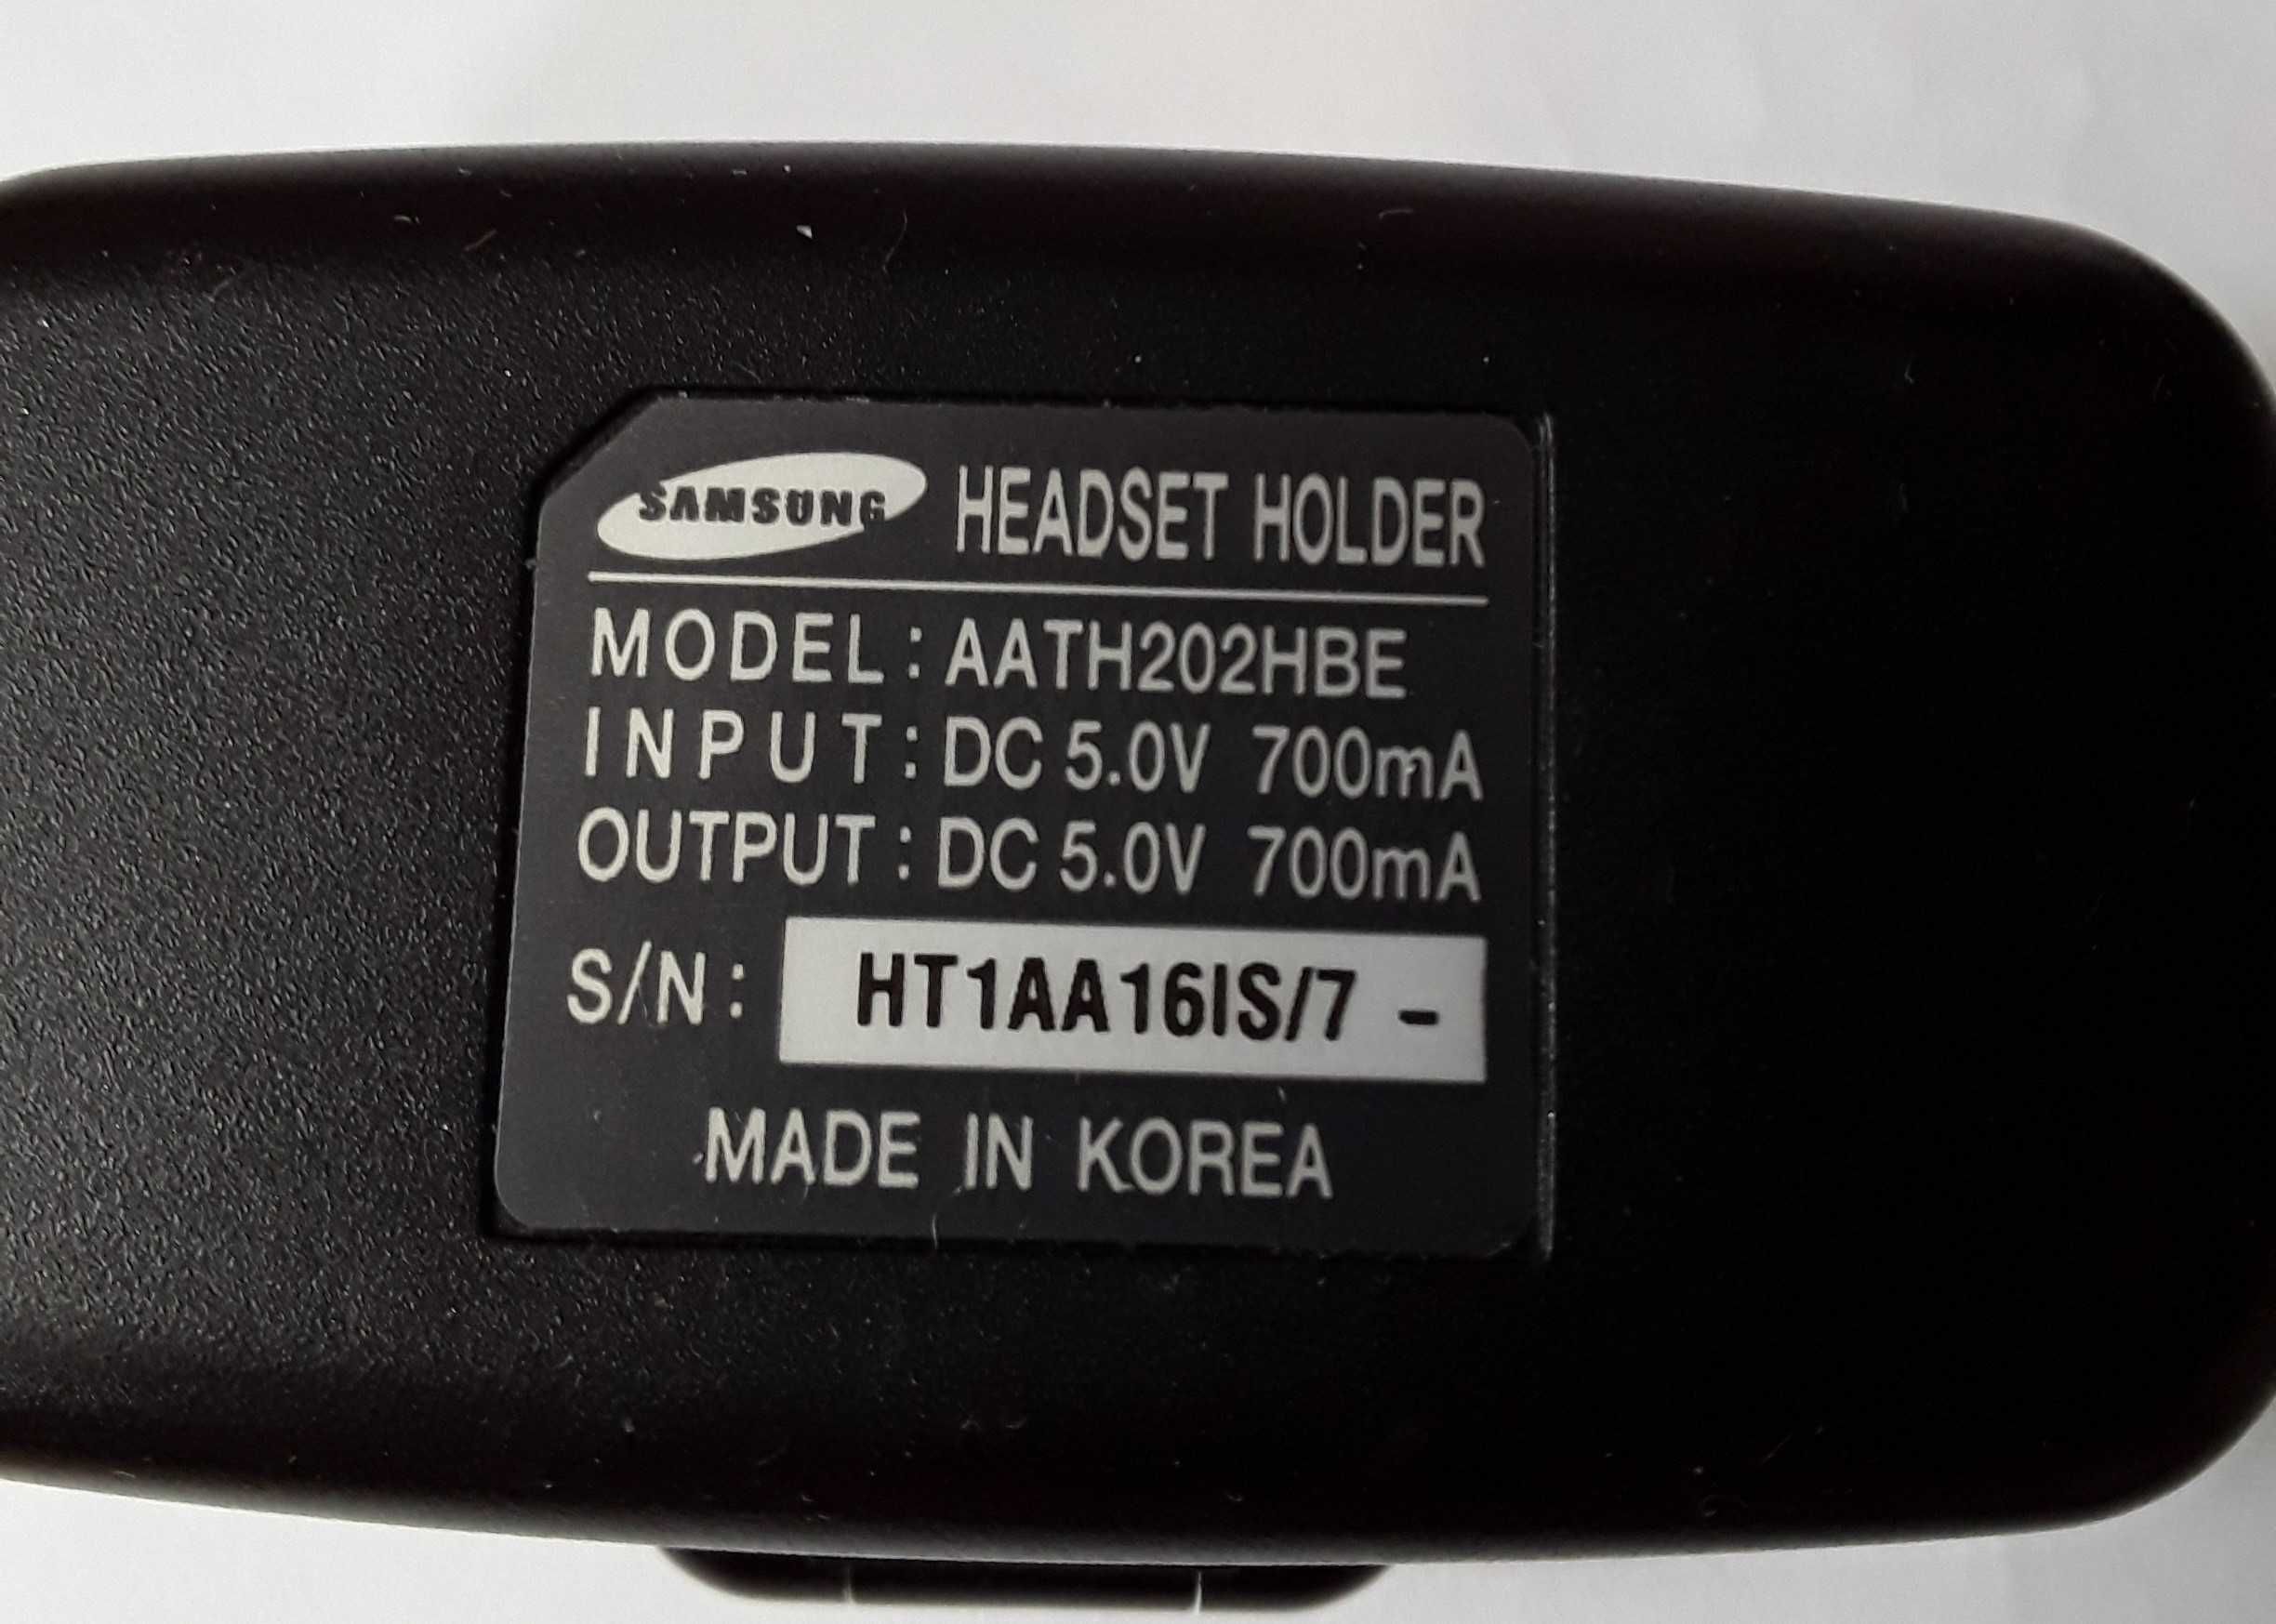 SAMSUNG HEADSET HOLDER
MODEL: AATH202HBE
INPUT: DC 5.0V 700mA
OUTPUT: DC 5.0V 700mA
S/N: HT1AA16IS/7 -
MADE IN KOREA